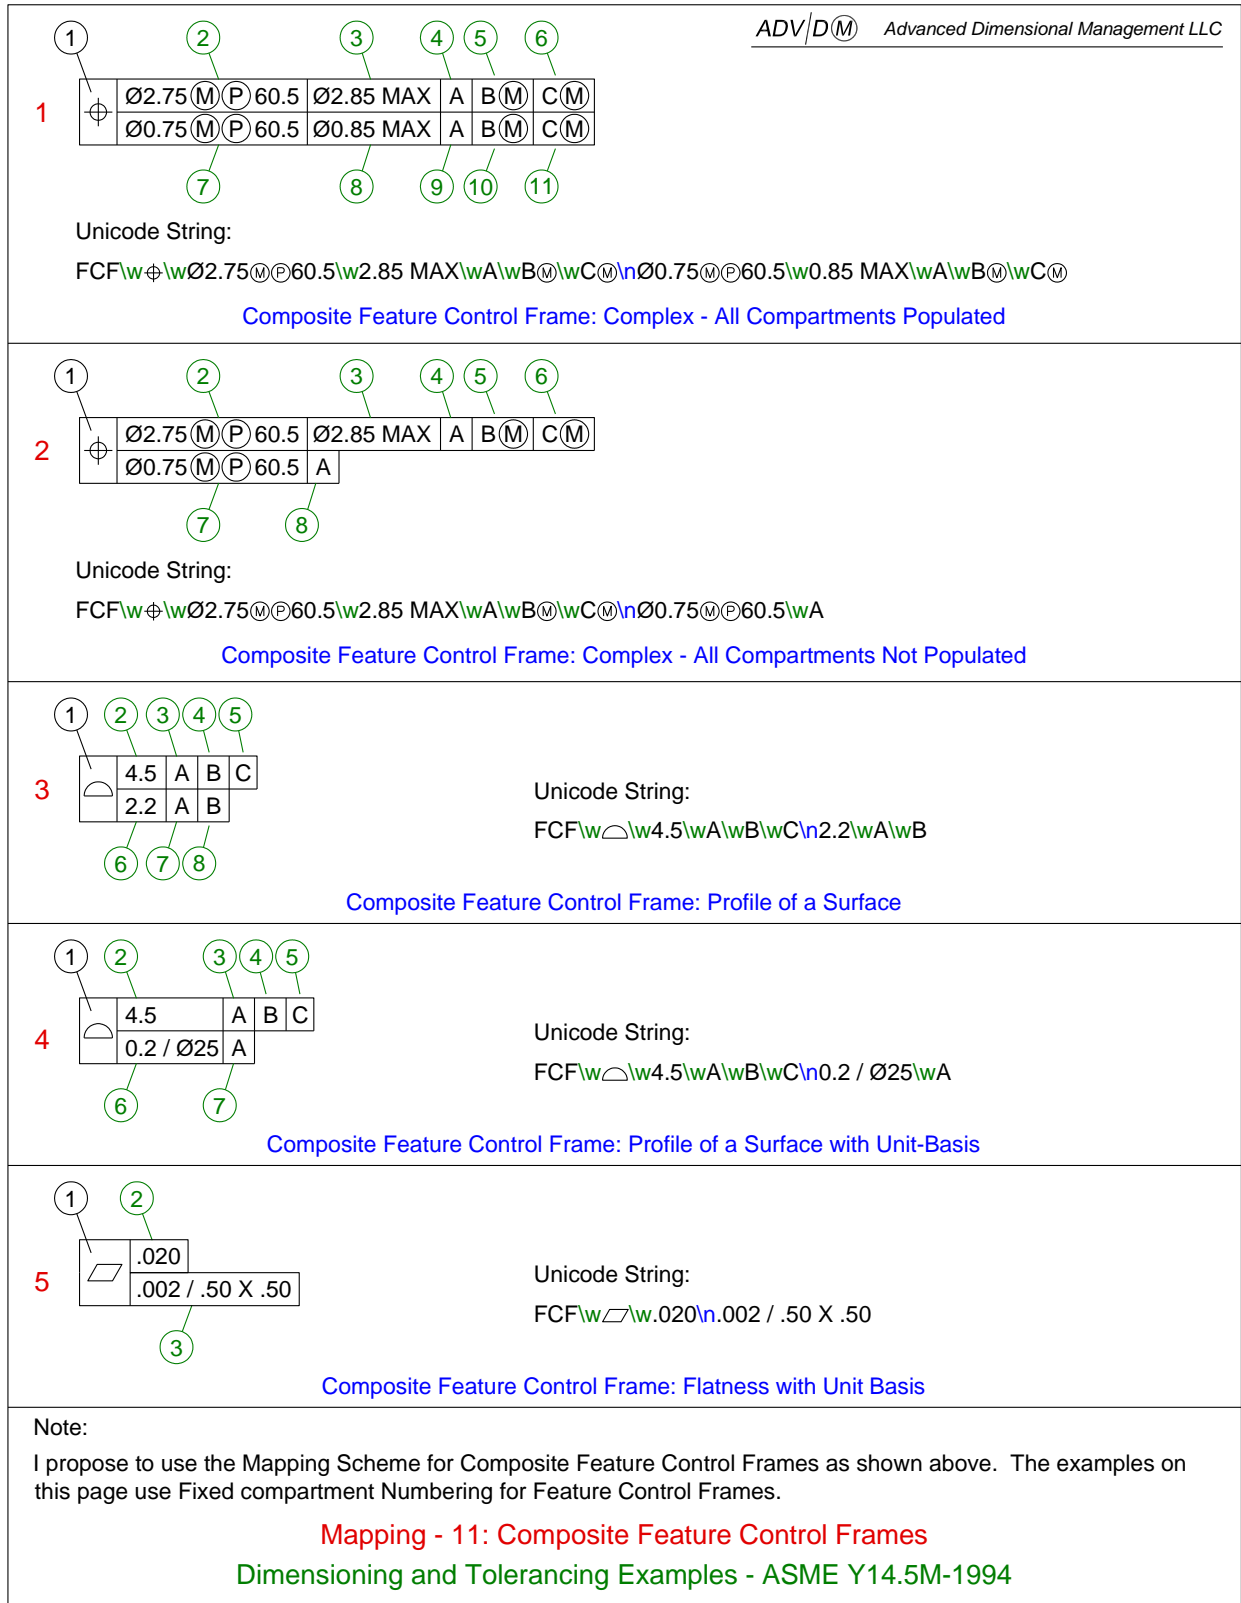 ADV/DⓂ Advanced Dimensional Management LLC
1 2 3 4 5 6
1
⌖ Ø2.75ⓂⓅ60.5 Ø2.85 MAX A BⓂ CⓂ
Ø0.75ⓂⓅ60.5 Ø0.85 MAX A BⓂ CⓂ
7 8 9 10 11
Unicode String:
FCF\w⌖\wØ2.75ⓂⓅ60.5\w2.85 MAX\wA\wBⓂ\wCⓂ\nØ0.75ⓂⓅ60.5\w0.85 MAX\wA\wBⓂ\wCⓂ
Composite Feature Control Frame: Complex - All Compartments Populated
1 2 3 4 5 6
2
⌖ Ø2.75ⓂⓅ60.5 Ø2.85 MAX A BⓂ CⓂ
Ø0.75ⓂⓅ60.5 A
7 8
Unicode String:
FCF\w⌖\wØ2.75ⓂⓅ60.5\w2.85 MAX\wA\wBⓂ\wCⓂ\nØ0.75ⓂⓅ60.5\wA
Composite Feature Control Frame: Complex - All Compartments Not Populated
1 2 3 4 5
3
⌓ 4.5 A B C
2.2 A B
6 7 8
Unicode String:
FCF\w⌓\w4.5\wA\wB\wC\n2.2\wA\wB
Composite Feature Control Frame: Profile of a Surface
1 2 3 4 5
4
⌓ 4.5 A B C
0.2 / Ø25 A
6 7
Unicode String:
FCF\w⌓\w4.5\wA\wB\wC\n0.2 / Ø25\wA
Composite Feature Control Frame: Profile of a Surface with Unit-Basis
1 2
5
⏥ .020
.002 / .50 X .50
3
Unicode String:
FCF\w⏥\w.020\n.002 / .50 X .50
Composite Feature Control Frame: Flatness with Unit Basis
Note:
I propose to use the Mapping Scheme for Composite Feature Control Frames as shown above. The examples on
this page use Fixed compartment Numbering for Feature Control Frames.
Mapping - 11: Composite Feature Control Frames
Dimensioning and Tolerancing Examples - ASME Y14.5M-1994